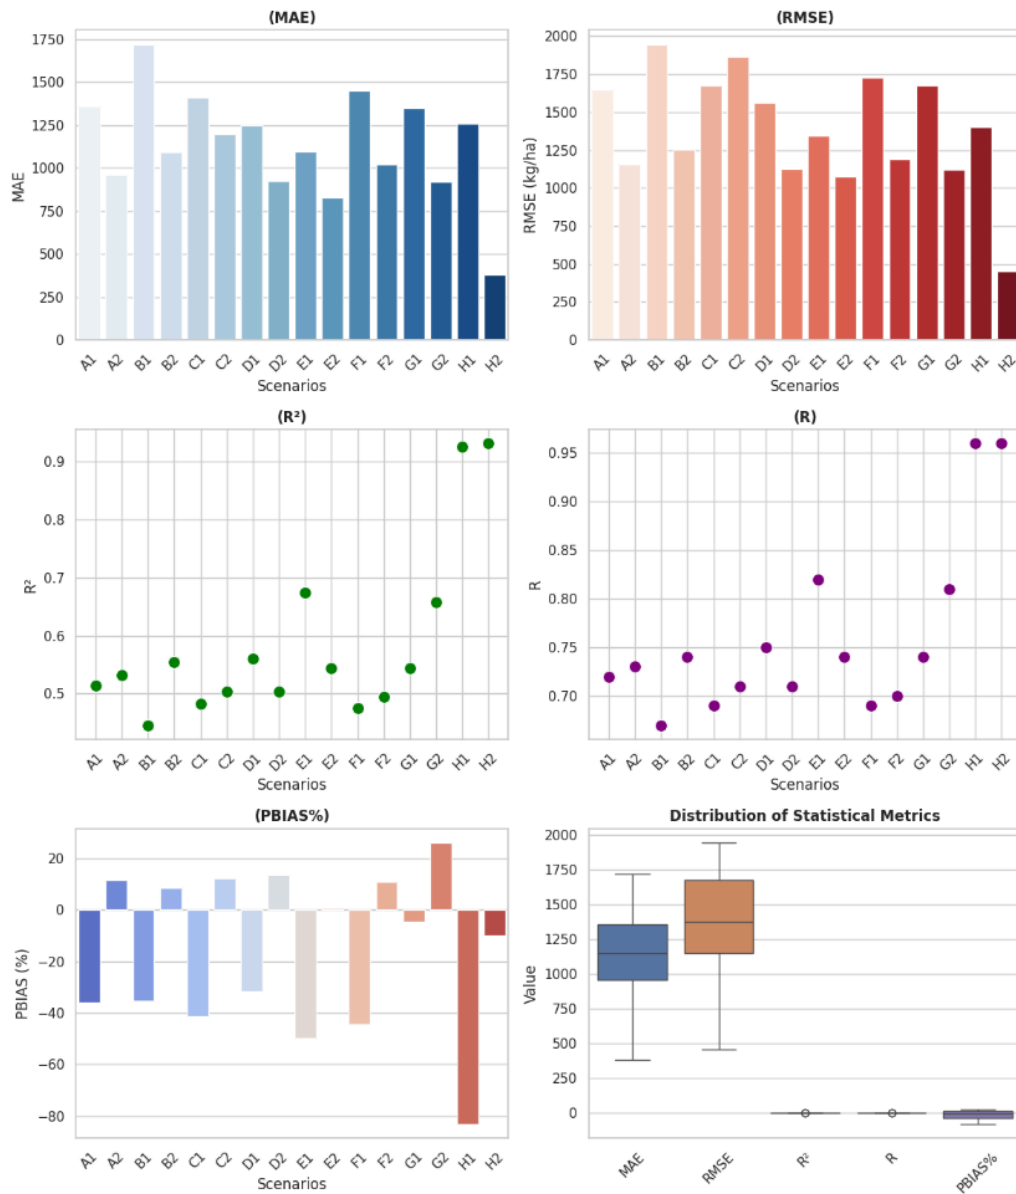 (MAE)
1750
1500
1250
1000
750
500
250
0
MAE
A1 A2 B1 B2 C1 C2 D1 D2 E1 E2 F1 F2 G1 G2 H1 H2
Scenarios
(RMSE)
2000
1750
1500
1250
1000
750
500
250
0
RMSE (kg/ha)
A1 A2 B1 B2 C1 C2 D1 D2 E1 E2 F1 F2 G1 G2 H1 H2
Scenarios
(R²)
0.9
0.8
0.7
0.6
0.5
R²
A1 A2 B1 B2 C1 C2 D1 D2 E1 E2 F1 F2 G1 G2 H1 H2
Scenarios
(R)
0.95
0.90
0.85
0.80
0.75
0.70
R
A1 A2 B1 B2 C1 C2 D1 D2 E1 E2 F1 F2 G1 G2 H1 H2
Scenarios
(PBIAS%)
20
0
−20
−40
−60
−80
PBIAS (%)
A1 A2 B1 B2 C1 C2 D1 D2 E1 E2 F1 F2 G1 G2 H1 H2
Scenarios
Distribution of Statistical Metrics
2000
1750
1500
1250
1000
750
500
250
0
Value
MAE RMSE R² R PBIAS%